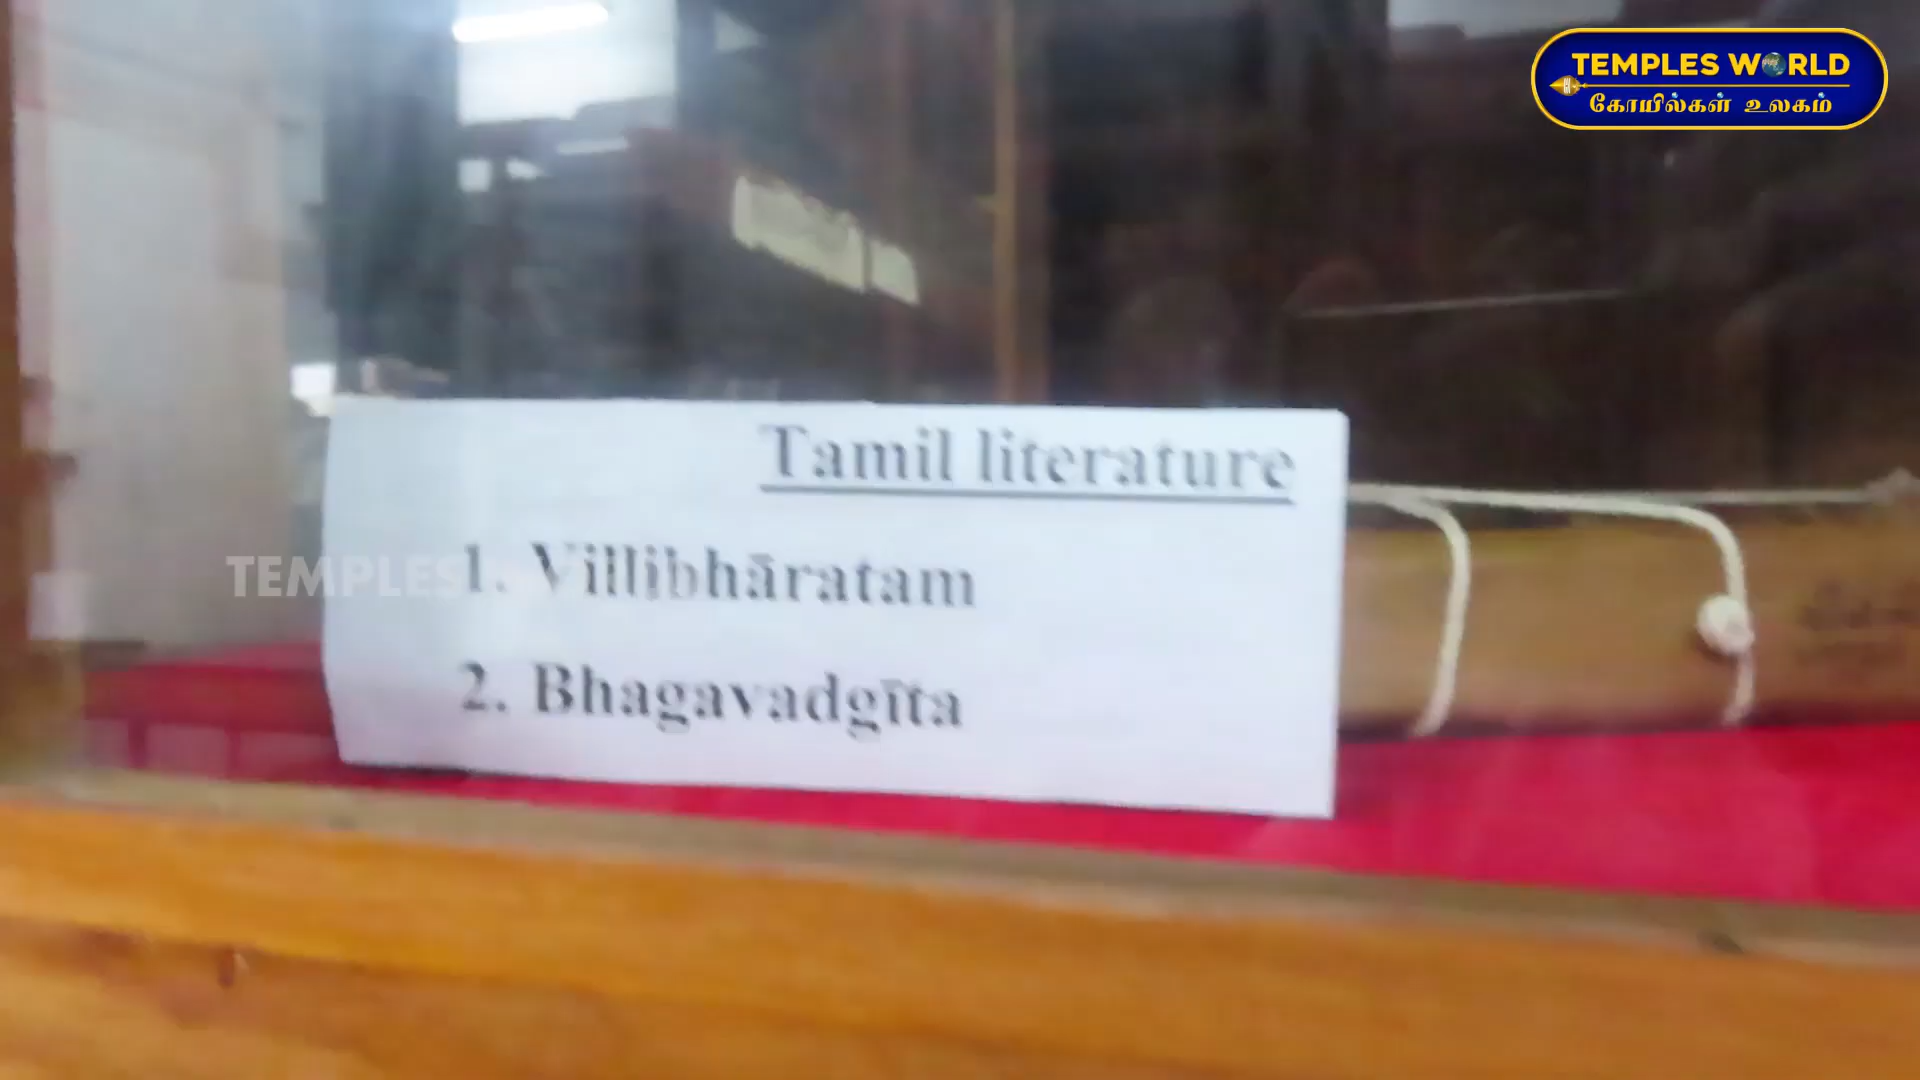 TEMPLES WORLD
கோயில்கள் உலகம்
Tamil literature
1. Villibhāratam
2. Bhagavadgīta
TEMPLES